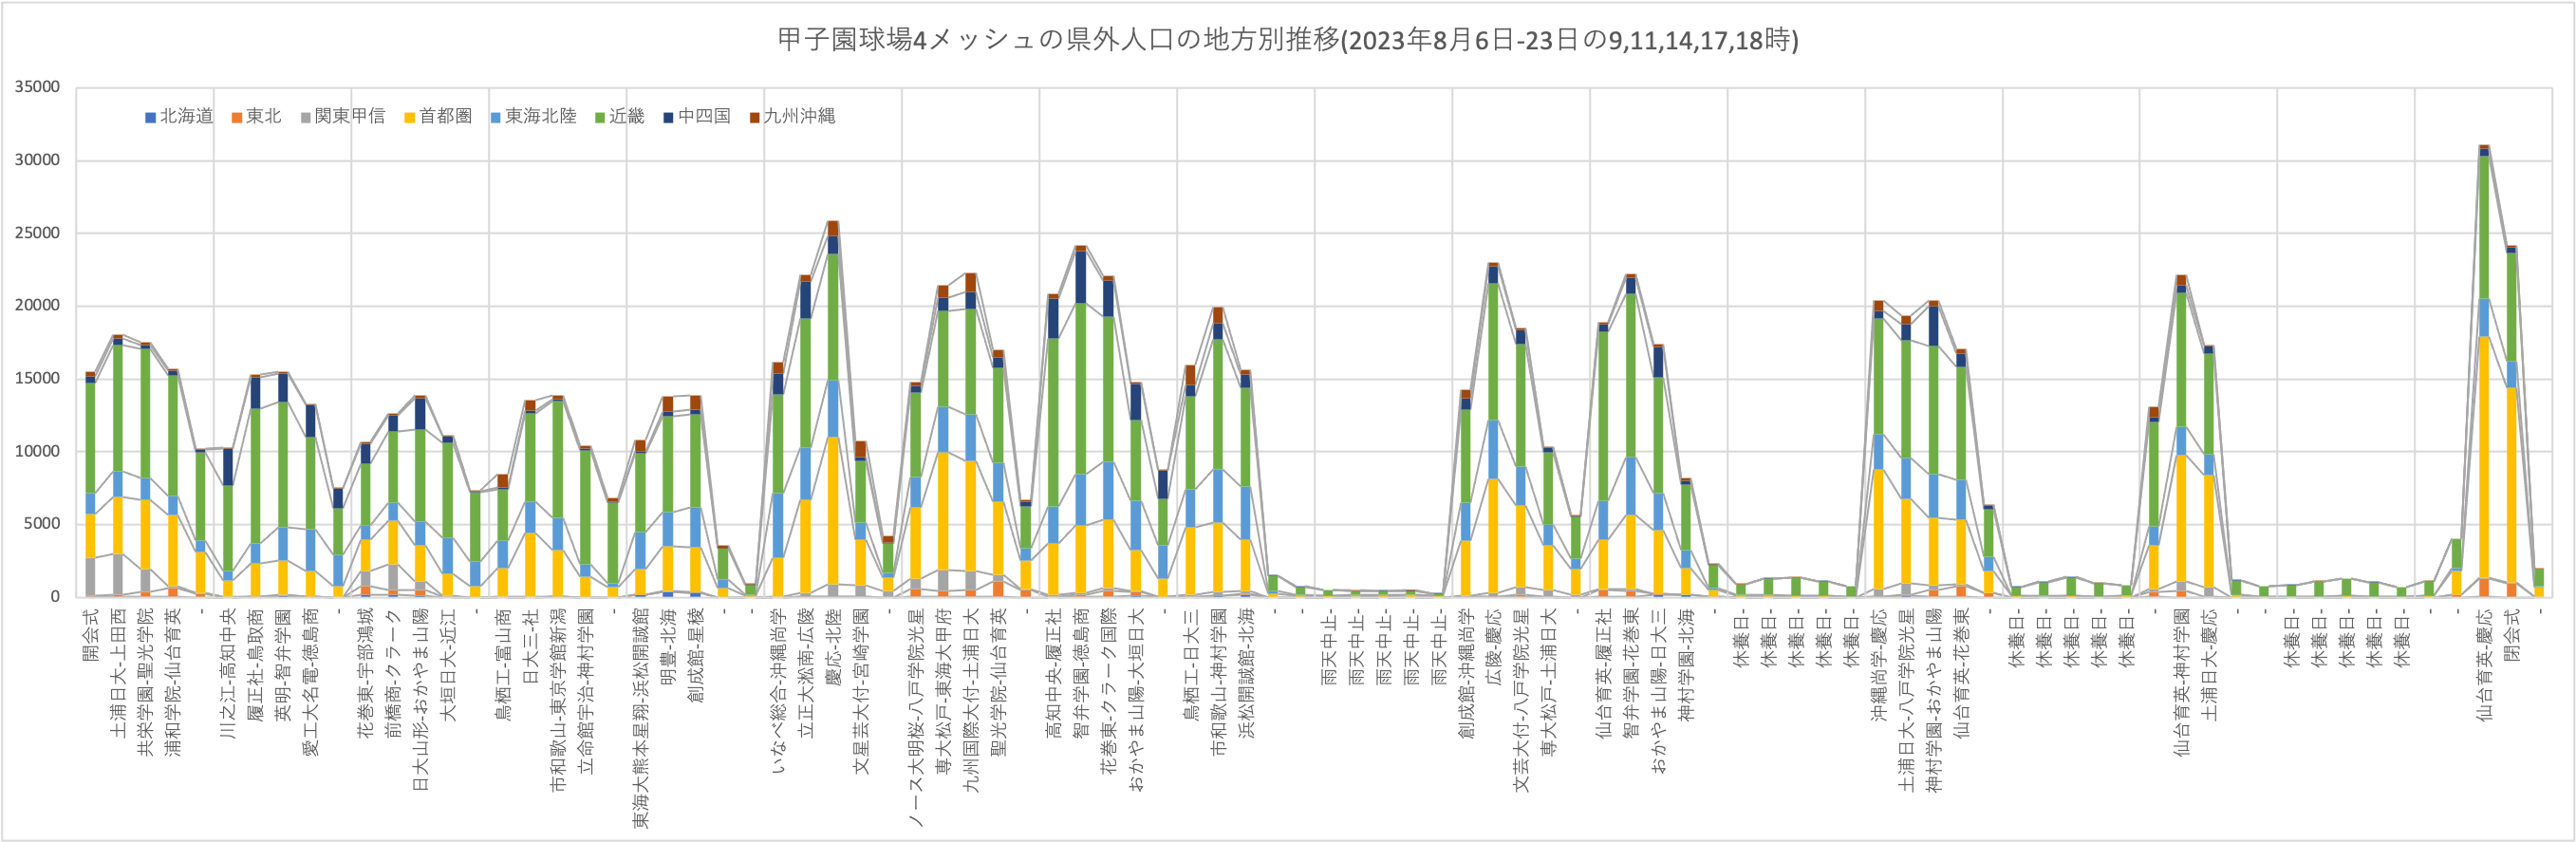 甲子園球場4メッシュの県外人口の地方別推移(2023年8月6日-23日の9,11,14,17,18時)
35000
30000
25000
20000
15000
10000
5000
0
北海道 東北 関東甲信 首都圏 東海北陸 近畿 中四国 九州沖縄
開会式
土浦日大-上田西
共栄学園-聖光学院
浦和学院-仙台育英
-
川之江-高知中央
履正社-鳥取商
英明-智弁学園
愛工大名電-徳島商
-
花巻東-宇部鴻城
前橋商-クラーク
日大山形-おかやま山陽
大垣日大-近江
-
鳥栖工-富山商
日大三-社
市和歌山-東京学館新潟
立命館宇治-神村学園
-
東海大熊本星翔-浜松開誠館
明豊-北海
創成館-星稜
-
-
いなべ総合-沖縄尚学
立正大淞南-広陵
慶応-北陸
文星芸大付-宮崎学園
-
ノース大明桜-八戸学院光星
専大松戸-東海大甲府
九州国際大付-土浦日大
聖光学院-仙台育英
-
高知中央-履正社
智弁学園-徳島商
花巻東-クラーク国際
おかやま山陽-大垣日大
-
鳥栖工-日大三
市和歌山-神村学園
浜松開誠館-北海
-
-
雨天中止
雨天中止
雨天中止
雨天中止
雨天中止
創成館-沖縄尚学
広陵-慶応
文芸大付-八戸学院光星
専大松戸-土浦日大
-
仙台育英-履正社
智弁学園-花巻東
おかやま山陽-日大三
神村学園-北海
-
休養日
休養日
休養日
休養日
休養日
沖縄尚学-慶応
土浦日大-八戸学院光星
神村学園-おかやま山陽
仙台育英-花巻東
-
休養日
休養日
休養日
休養日
休養日
-
仙台育英-神村学園
土浦日大-慶応
-
-
休養日
休養日
休養日
休養日
休養日
-
-
仙台育英-慶応
閉会式
-